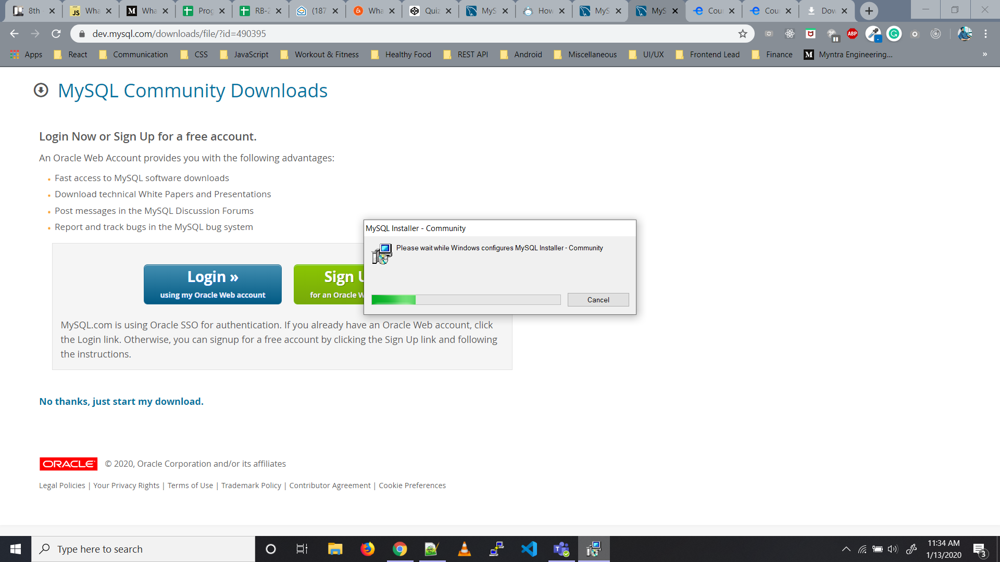 8th -
Wha
Wha
Prog
RB-2
(187
Wha
Quiz
MyS
How
MyS
MyS
Cour
Cour
Dow
dev.mysql.com/downloads/file/?id=490395
ABP
Apps
React
Communication
CSS
JavaScript
Workout & Fitness
Healthy Food
REST API
Android
Miscellaneous
UI/UX
Frontend Lead
Finance
M Myntra Engineering...
»
MySQL Community Downloads
Login Now or Sign Up for a free account.
An Oracle Web Account provides you with the following advantages:
• Fast access to MySQL software downloads
• Download technical White Papers and Presentations
• Post messages in the MySQL Discussion Forums
• Report and track bugs in the MySQL bug system
MySQL Installer - Community
Please wait while Windows configures MySQL Installer - Community
Cancel
Login »
using my Oracle Web account
Sign U
for an Oracle W
MySQL.com is using Oracle SSO for authentication. If you already have an Oracle Web account, click
the Login link. Otherwise, you can signup for a free account by clicking the Sign Up link and following
the instructions.
No thanks, just start my download.
ORACLE © 2020, Oracle Corporation and/or its affiliates
Legal Policies | Your Privacy Rights | Terms of Use | Trademark Policy | Contributor Agreement | Cookie Preferences
Type here to search
11:34 AM
1/13/2020
3